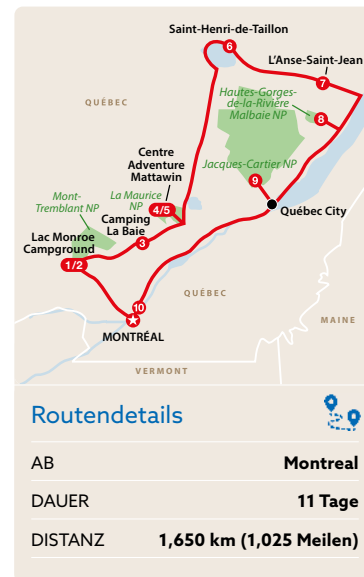 Saint-Henri-de-Taillon
6
L'Anse-Saint-Jean
7
QUÉBEC
Hautes-Gorges-
de-la-Rivière
Malbaie NP
8
Centre
Adventure
Mattawin
Jacques-Cartier NP
9
Mont-
Tremblant NP
La Maurice
NP
4/5
Québec City
Camping
La Baie
3
Lac Monroe
Campground
1/2
QUÉBEC
10
MONTRÉAL
MAINE
VERMONT
Routendetails
AB Montreal
DAUER 11 Tage
DISTANZ 1,650 km (1,025 Meilen)